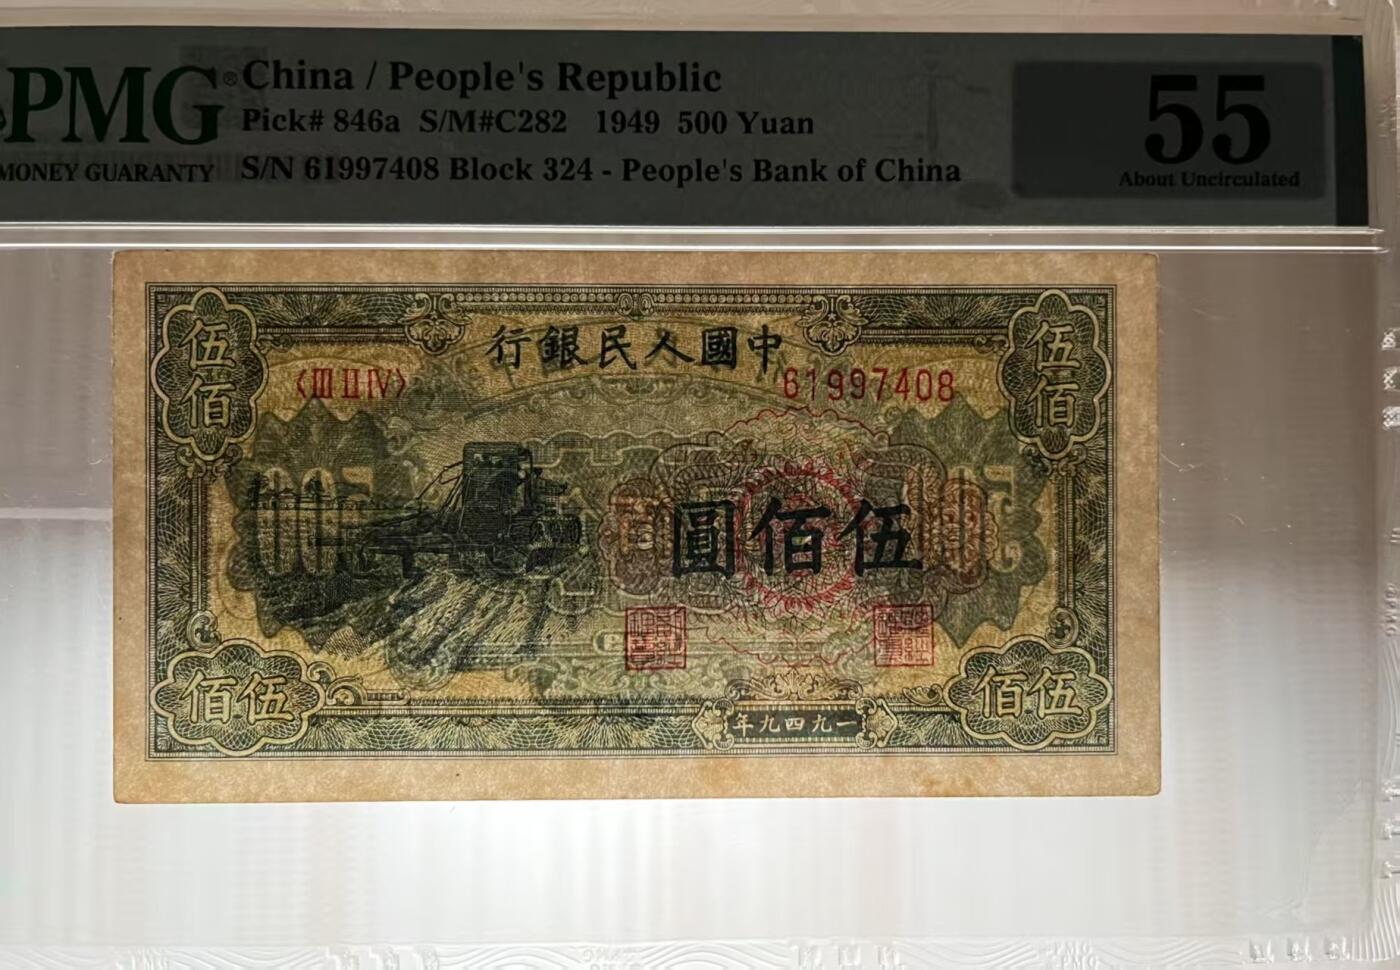 PMG®
MONEY GUARANTY
China / People's Republic
Pick# 846a S/M#C282 1949 500 Yuan
S/N 61997408 Block 324 - People's Bank of China
55
About Uncirculated
伍佰
行銀民人國中
伍佰
〈III II IV〉
61997408
500
圓佰伍
佰伍
年九四九一
佰伍